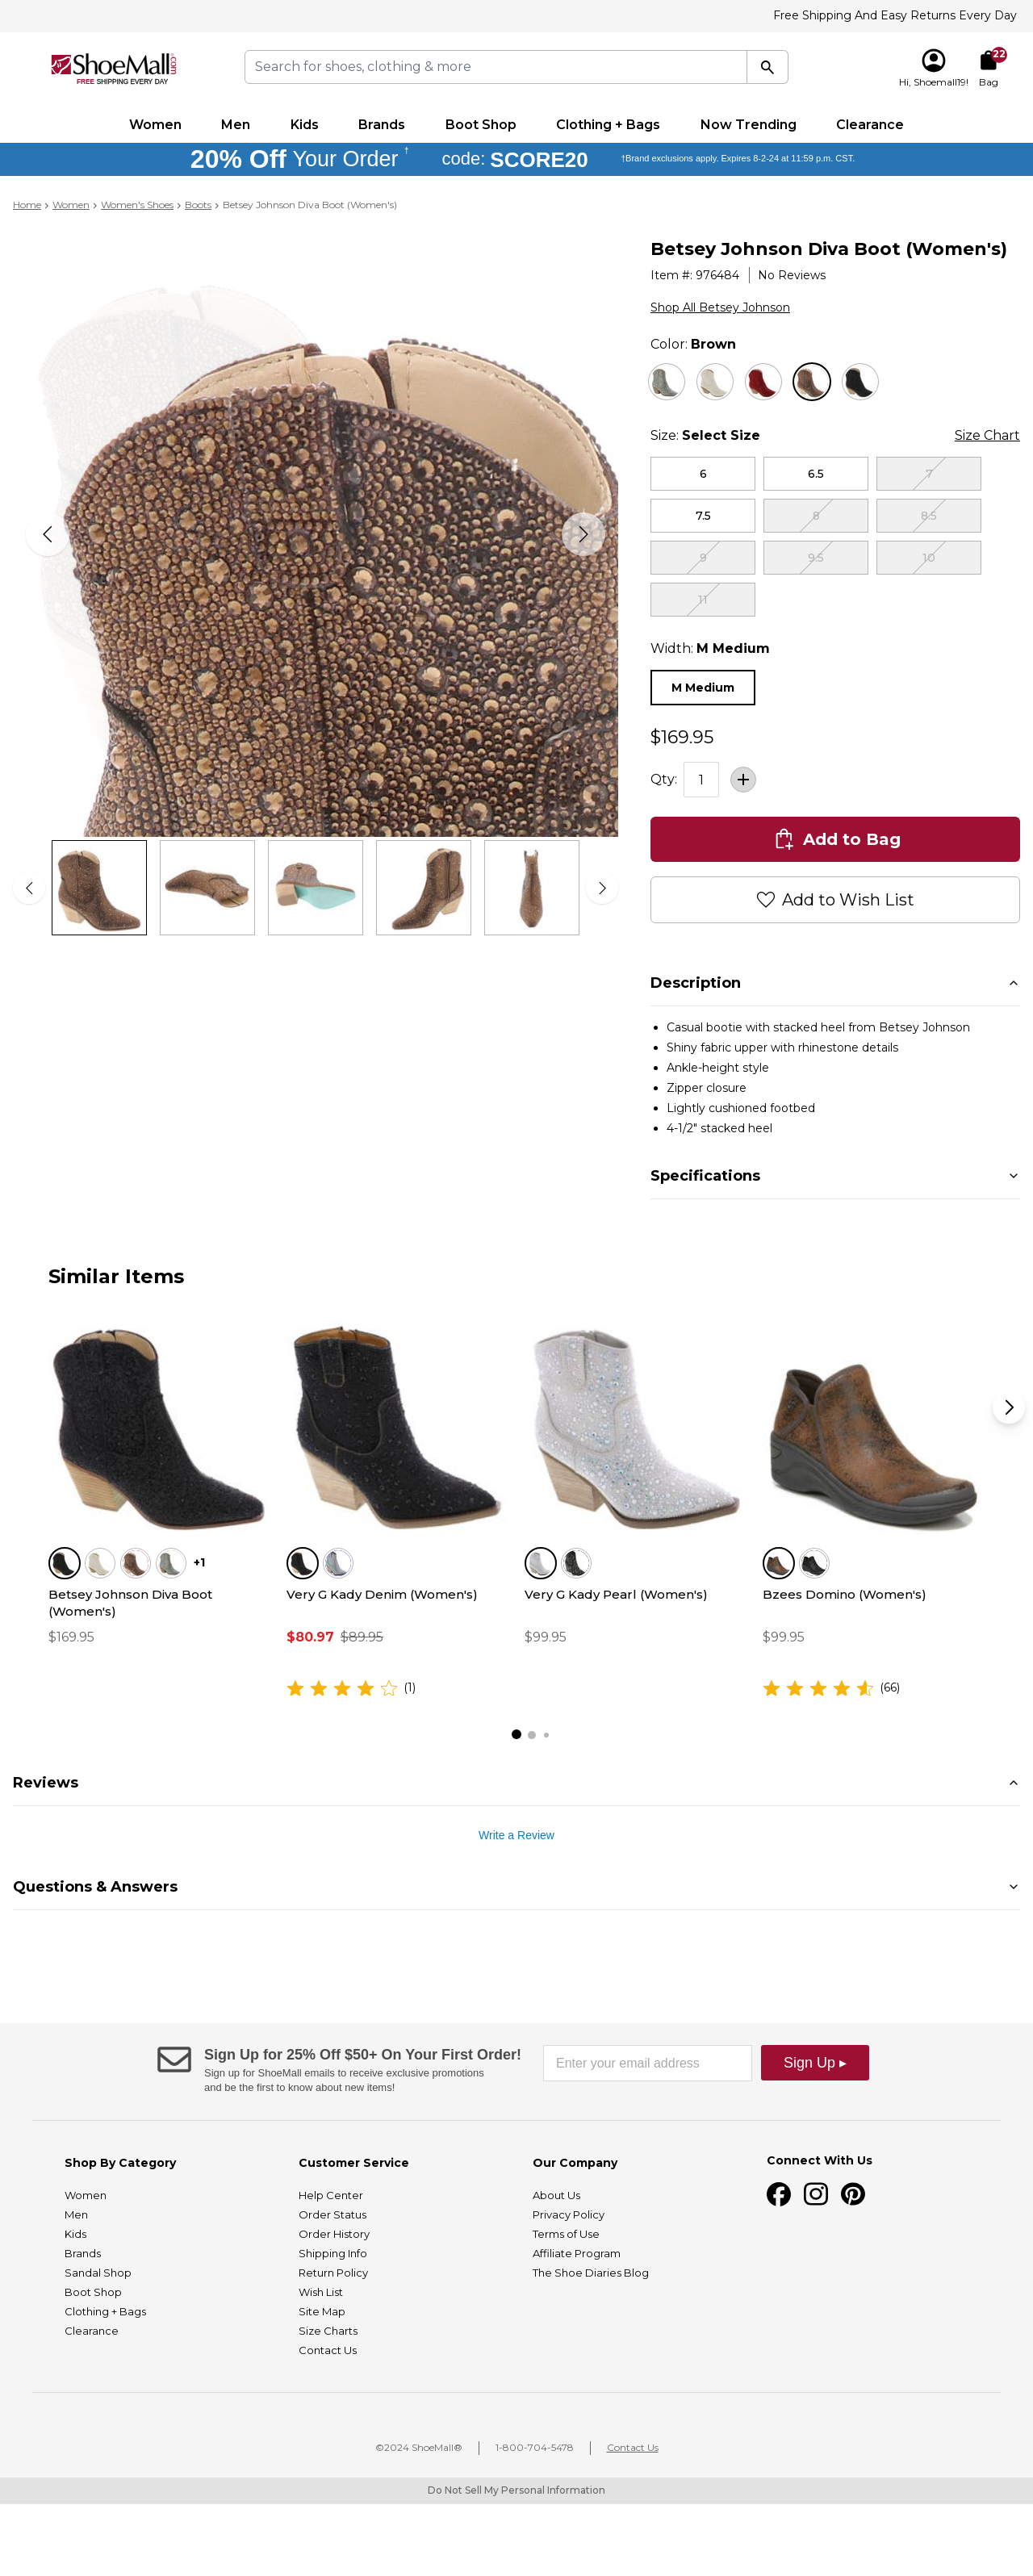 Free Shipping And Easy Returns Every Day
ShoeMall.com
FREE SHIPPING EVERY DAY
Search for shoes, clothing & more
22
Hi, Shoemall19! Bag
Women Men Kids Brands Boot Shop Clothing + Bags Now Trending Clearance
20% Off Your Order † code: SCORE20 †Brand exclusions apply. Expires 8-2-24 at 11:59 p.m. CST.
Home > Women > Women's Shoes > Boots > Betsey Johnson Diva Boot (Women's)
Betsey Johnson Diva Boot (Women's)
Item #: 976484 | No Reviews
Shop All Betsey Johnson
Color: Brown
Size: Select Size Size Chart
6 6.5 7
7.5 8 8.5
9 9.5 10
11
Width: M Medium
M Medium
$169.95
Qty: 1 +
Add to Bag
Add to Wish List
Description
• Casual bootie with stacked heel from Betsey Johnson
• Shiny fabric upper with rhinestone details
• Ankle-height style
• Zipper closure
• Lightly cushioned footbed
• 4-1/2" stacked heel
Specifications
Similar Items
+1
Betsey Johnson Diva Boot
(Women's)
$169.95
Very G Kady Denim (Women's)
$80.97 $89.95
(1)
Very G Kady Pearl (Women's)
$99.95
Bzees Domino (Women's)
$99.95
(66)
Reviews
Write a Review
Questions & Answers
Sign Up for 25% Off $50+ On Your First Order!
Sign up for ShoeMall emails to receive exclusive promotions
and be the first to know about new items!
Enter your email address
Sign Up ▸
Shop By Category
Women
Men
Kids
Brands
Sandal Shop
Boot Shop
Clothing + Bags
Clearance
Customer Service
Help Center
Order Status
Order History
Shipping Info
Return Policy
Wish List
Site Map
Size Charts
Contact Us
Our Company
About Us
Privacy Policy
Terms of Use
Affiliate Program
The Shoe Diaries Blog
Connect With Us
©2024 ShoeMall® | 1-800-704-5478 | Contact Us
Do Not Sell My Personal Information